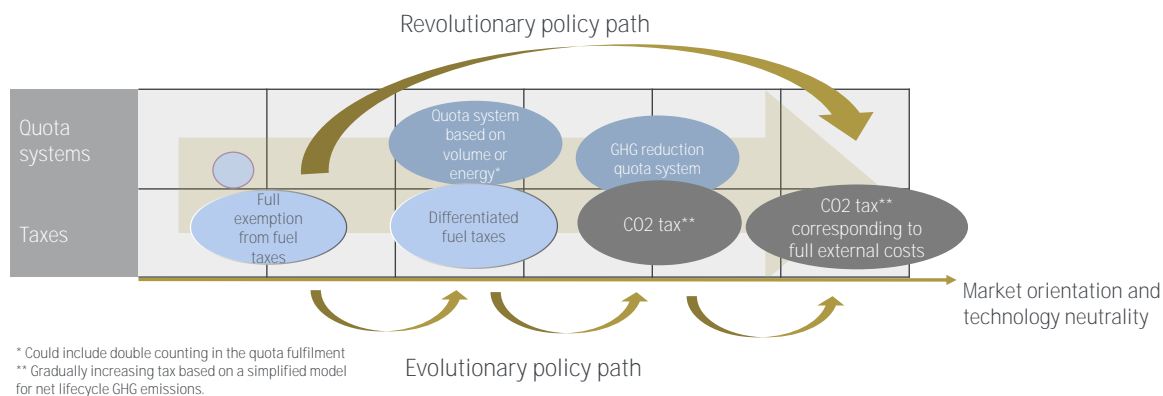 Revolutionary policy path
Quota
systems
Quota system
based on
volume or
energy*
GHG reduction
quota system
Taxes
Full
exemption
from fuel
taxes
Differentiated
fuel taxes
CO2 tax**
CO2 tax**
corresponding to
full external costs
Market orientation and
technology neutrality
Evolutionary policy path
* Could include double counting in the quota fulfilment
** Gradually increasing tax based on a simplified model
for net lifecycle GHG emissions.